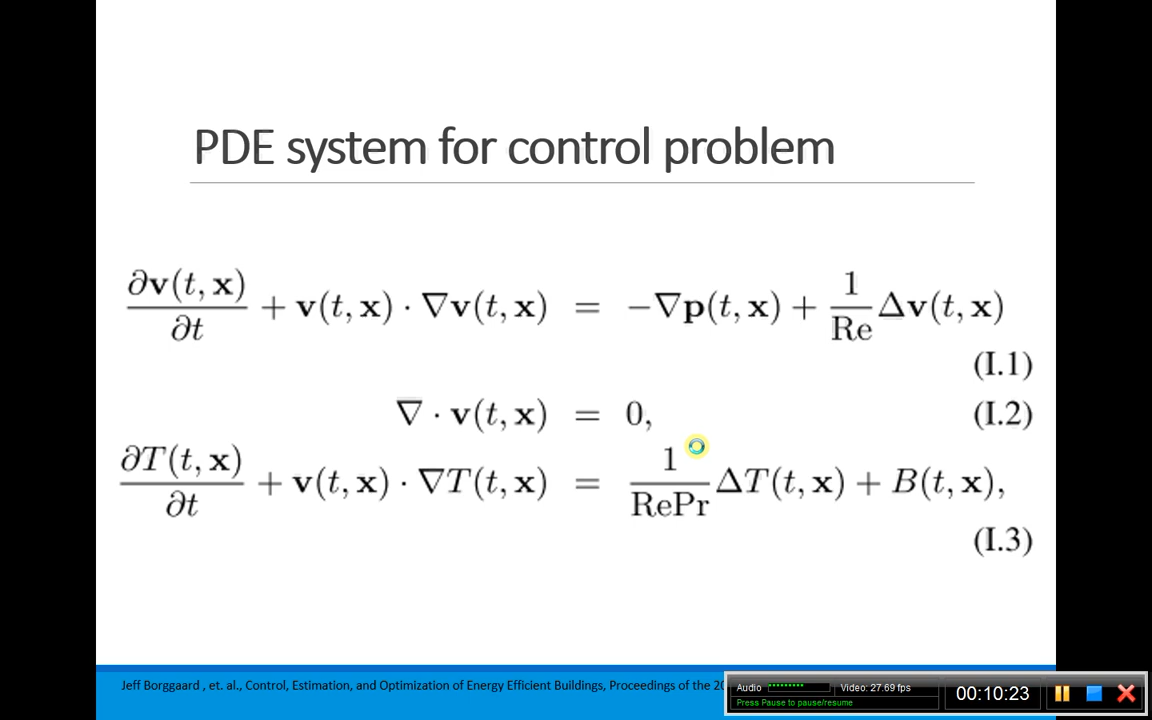 PDE system for control problem
∂v(t, x)/∂t + v(t, x) · ∇v(t, x) = −∇p(t, x) + 1/Re Δv(t, x)
(I.1)
∇ · v(t, x) = 0, (I.2)
∂T(t, x)/∂t + v(t, x) · ∇T(t, x) = 1/RePr ΔT(t, x) + B(t, x),
(I.3)
Jeff Borggaard , et. al., Control, Estimation, and Optimization of Energy Efficient Buildings, Proceedings of the
Audio Video: 27.69 fps 00:10:23
Press Pause to pause/resume